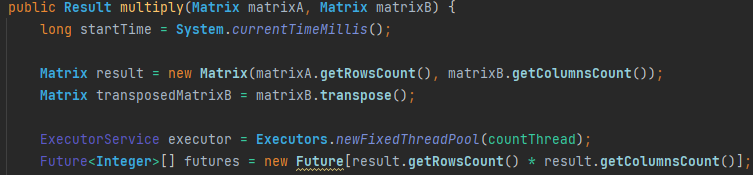 public Result multiply(Matrix matrixA, Matrix matrixB) {
long startTime = System.currentTimeMillis();
Matrix result = new Matrix(matrixA.getRowsCount(), matrixB.getColumnsCount());
Matrix transposedMatrixB = matrixB.transpose();
ExecutorService executor = Executors.newFixedThreadPool(countThread);
Future<Integer>[] futures = new Future[result.getRowsCount() * result.getColumnsCount()];